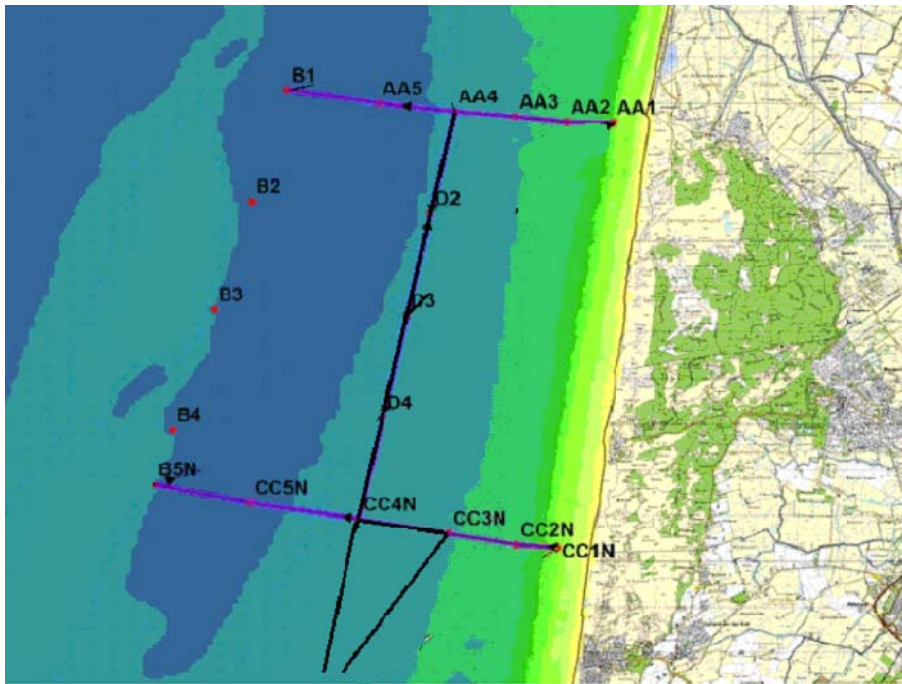 B1
AA5
AA4
AA3
AA2
AA1
B2
D2
B3
D3
B4
D4
B5N
CC5N
CC4N
CC3N
CC2N
CC1N